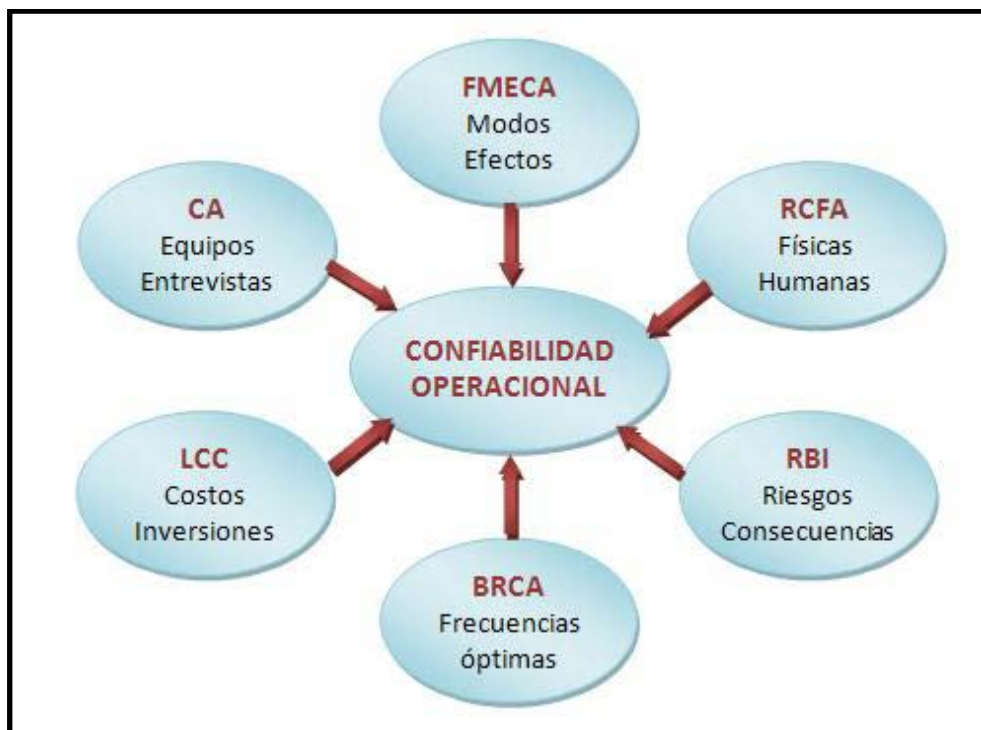 FMECA
Modos
Efectos
CA
Equipos
Entrevistas
RCFA
Físicas
Humanas
CONFIABILIDAD
OPERACIONAL
LCC
Costos
Inversiones
RBI
Riesgos
Consecuencias
BRCA
Frecuencias
óptimas